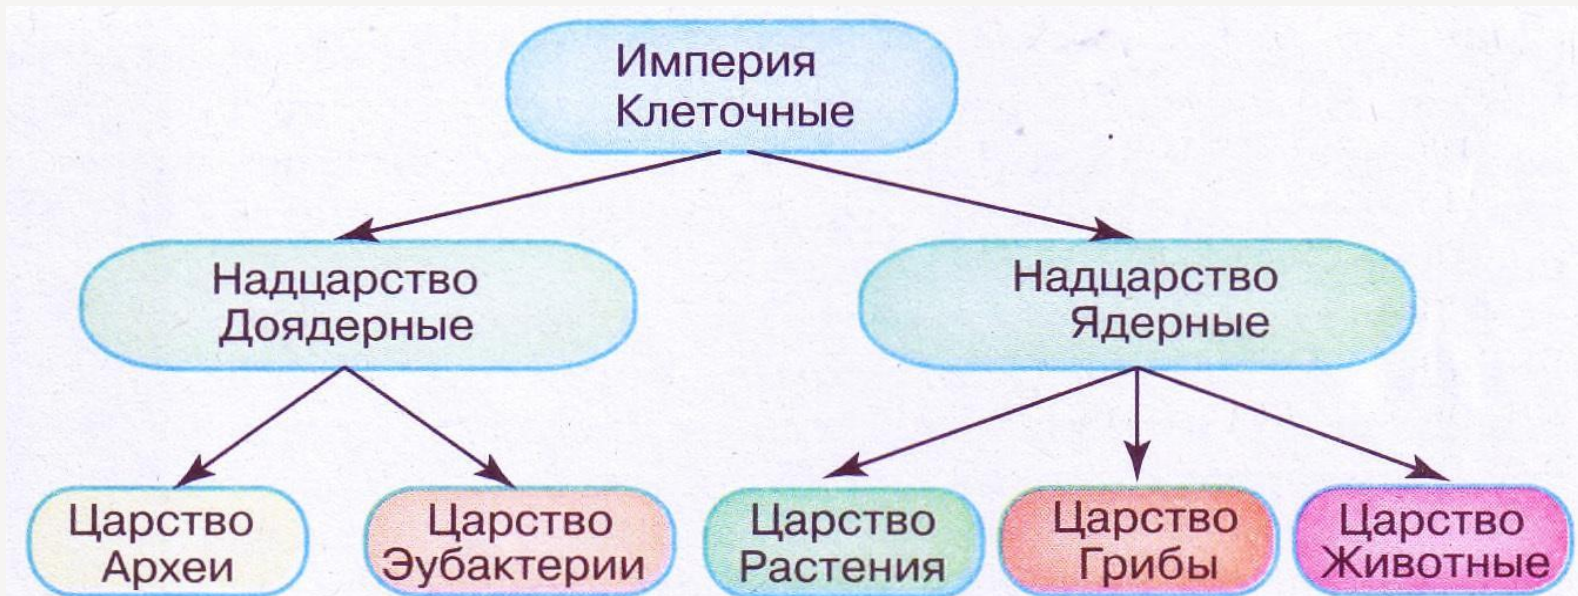 Империя
Клеточные
Надцарство
Доядерные
Надцарство
Ядерные
Царство
Археи
Царство
Эубактерии
Царство
Растения
Царство
Грибы
Царство
Животные